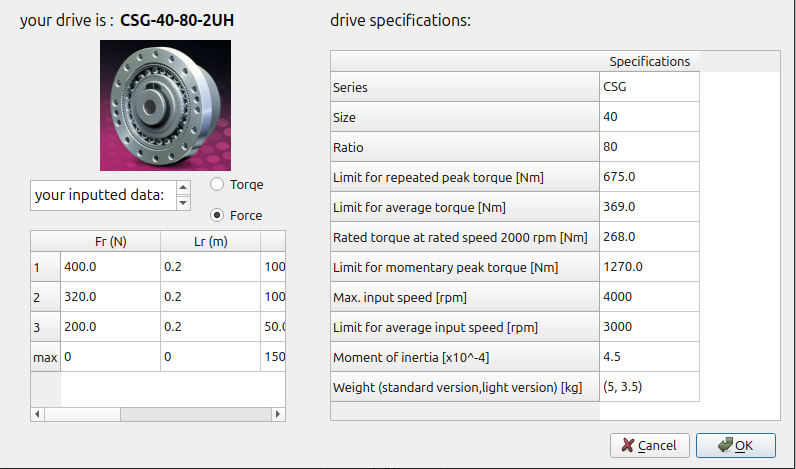 your drive is : CSG-40-80-2UH
your inputted data:
Torqe
Force
Fr (N) Lr (m)
1 400.0 0.2 100
2 320.0 0.2 100
3 200.0 0.2 50.0
max 0 0 150
drive specifications:
Specifications
Series CSG
Size 40
Ratio 80
Limit for repeated peak torque [Nm] 675.0
Limit for average torque [Nm] 369.0
Rated torque at rated speed 2000 rpm [Nm] 268.0
Limit for momentary peak torque [Nm] 1270.0
Max. input speed [rpm] 4000
Limit for average input speed [rpm] 3000
Moment of inertia [x10^-4] 4.5
Weight (standard version,light version) [kg] (5, 3.5)
Cancel
OK